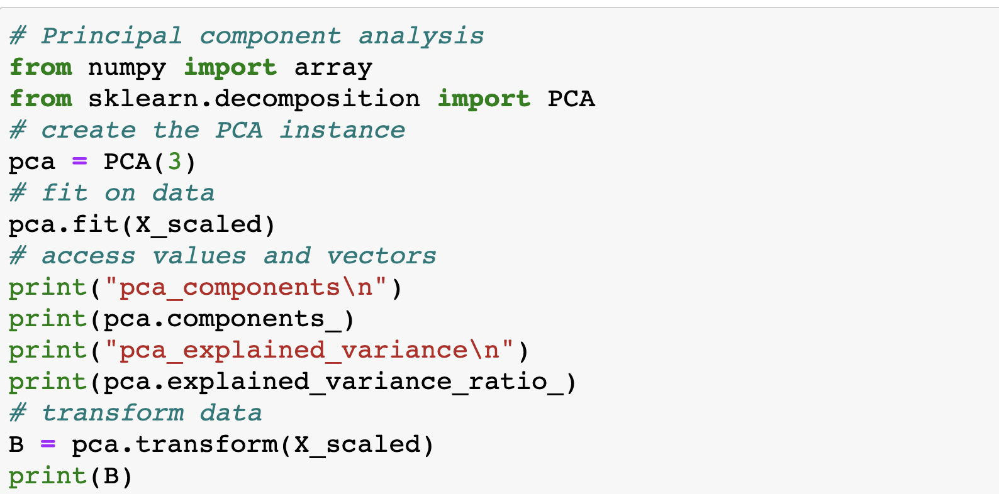 # Principal component analysis
from numpy import array
from sklearn.decomposition import PCA
# create the PCA instance
pca = PCA(3)
# fit on data
pca.fit(X_scaled)
# access values and vectors
print("pca_components\n")
print(pca.components_)
print("pca_explained_variance\n")
print(pca.explained_variance_ratio_)
# transform data
B = pca.transform(X_scaled)
print(B)